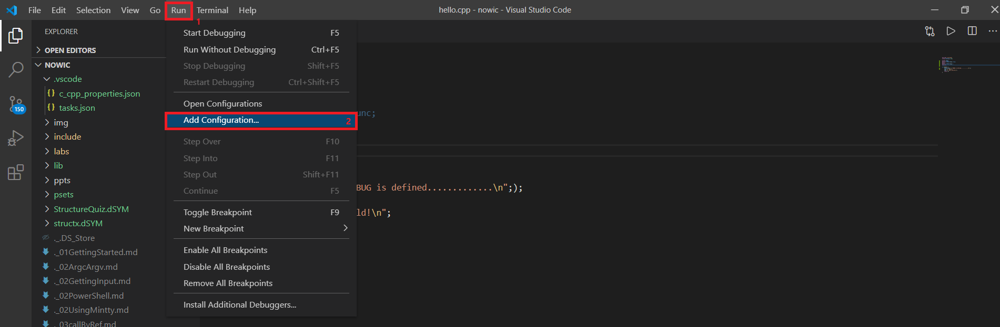 File Edit Selection View Go Run Terminal Help
hello.cpp - nowic - Visual Studio Code
1
EXPLORER
OPEN EDITORS
NOWIC
.vscode
{} c_cpp_properties.json
{} tasks.json
img
include
labs
lib
ppts
psets
StructureQuiz.dSYM
structx.dSYM
._.DS_Store
._01GettingStarted.md
._02ArgcArgv.md
._02GettingInput.md
._02PowerShell.md
._02UsingMintty.md
._03callByRef.md
150
Start Debugging F5
Run Without Debugging Ctrl+F5
Stop Debugging Shift+F5
Restart Debugging Ctrl+Shift+F5
Open Configurations
Add Configuration... 2
Step Over F10
Step Into F11
Step Out Shift+F11
Continue F5
Toggle Breakpoint F9
New Breakpoint
Enable All Breakpoints
Disable All Breakpoints
Remove All Breakpoints
Install Additional Debuggers...
unc;
BUG is defined.............\n";);
ld!\n";